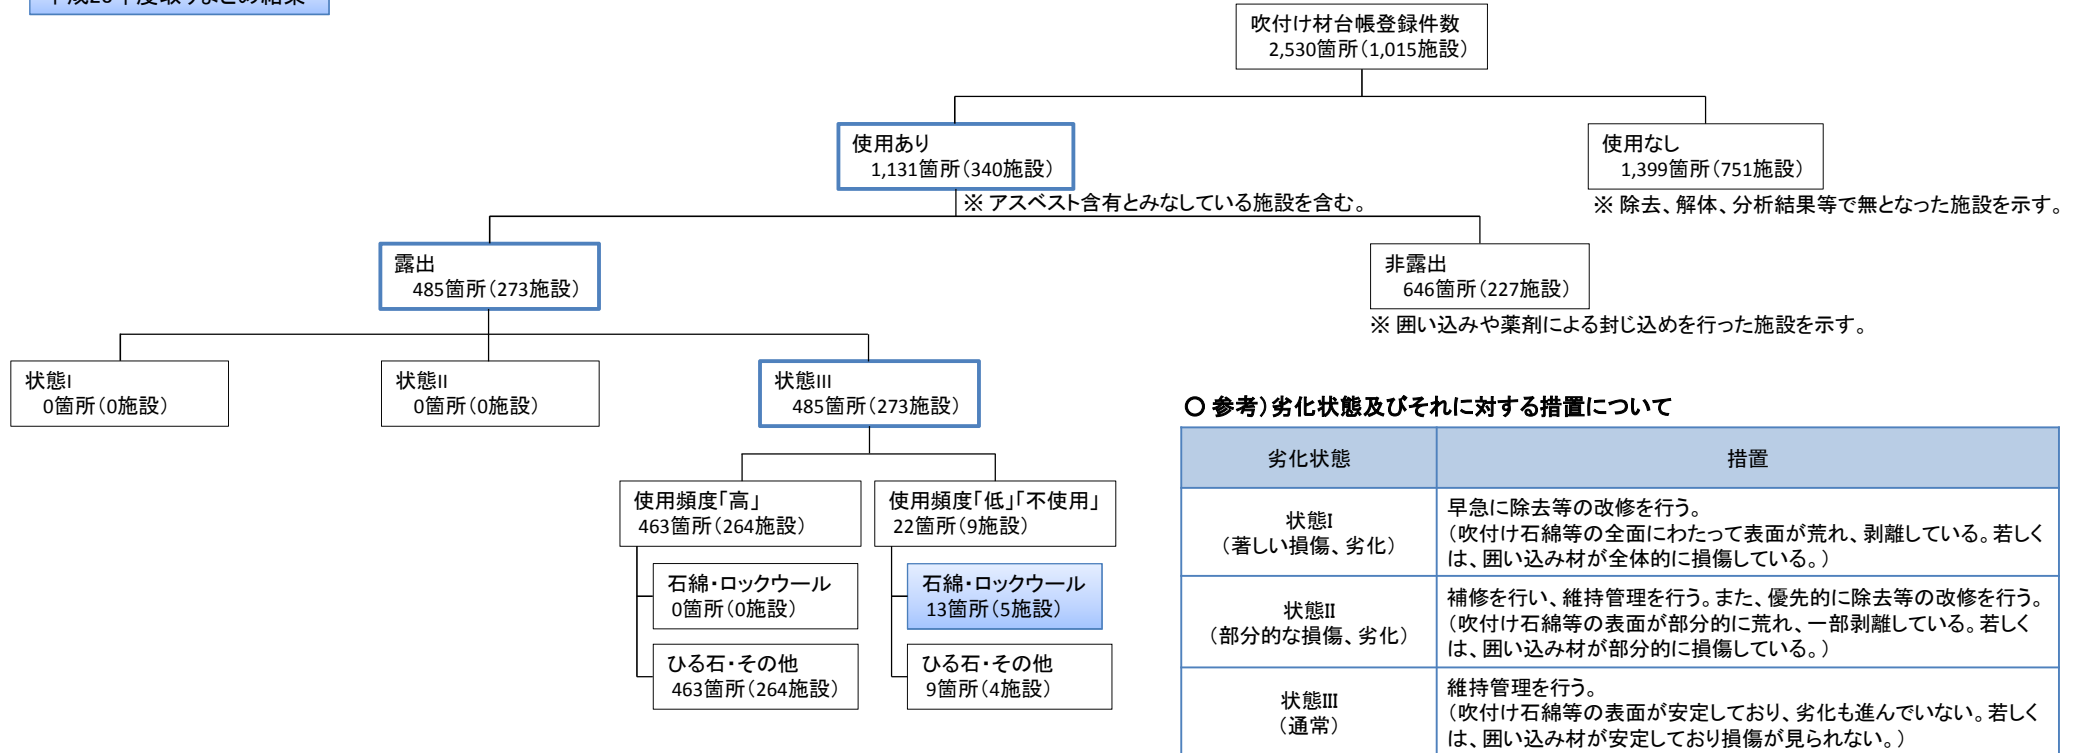 吹付け材台帳登録件数
2,530箇所（1,015施設）
使用あり
1,131箇所（340施設）
※ アスベスト含有とみなしている施設を含む。
使用なし
1,399箇所（751施設）
※ 除去、解体、分析結果等で無となった施設を示す。
露出
485箇所（273施設）
非露出
646箇所（227施設）
※ 囲い込みや薬剤による封じ込めを行った施設を示す。
状態I
0箇所（0施設）
状態II
0箇所（0施設）
状態III
485箇所（273施設）
使用頻度「高」
463箇所（264施設）
石綿・ロックウール
0箇所（0施設）
ひる石・その他
463箇所（264施設）
使用頻度「低」「不使用」
22箇所（9施設）
石綿・ロックウール
13箇所（5施設）
ひる石・その他
9箇所（4施設）
○ 参考）劣化状態及びそれに対する措置について
劣化状態
措置
状態I
（著しい損傷、劣化）
早急に除去等の改修を行う。
（吹付け石綿等の全面にわたって表面が荒れ、剥離している。若しく
は、囲い込み材が全体的に損傷している。）
状態II
（部分的な損傷、劣化）
補修を行い、維持管理を行う。また、優先的に除去等の改修を行う。
（吹付け石綿等の表面が部分的に荒れ、一部剥離している。若しく
は、囲い込み材が部分的に損傷している。）
状態III
（通常）
維持管理を行う。
（吹付け石綿等の表面が安定しており、劣化も進んでいない。若しく
は、囲い込み材が安定しており損傷が見られない。）